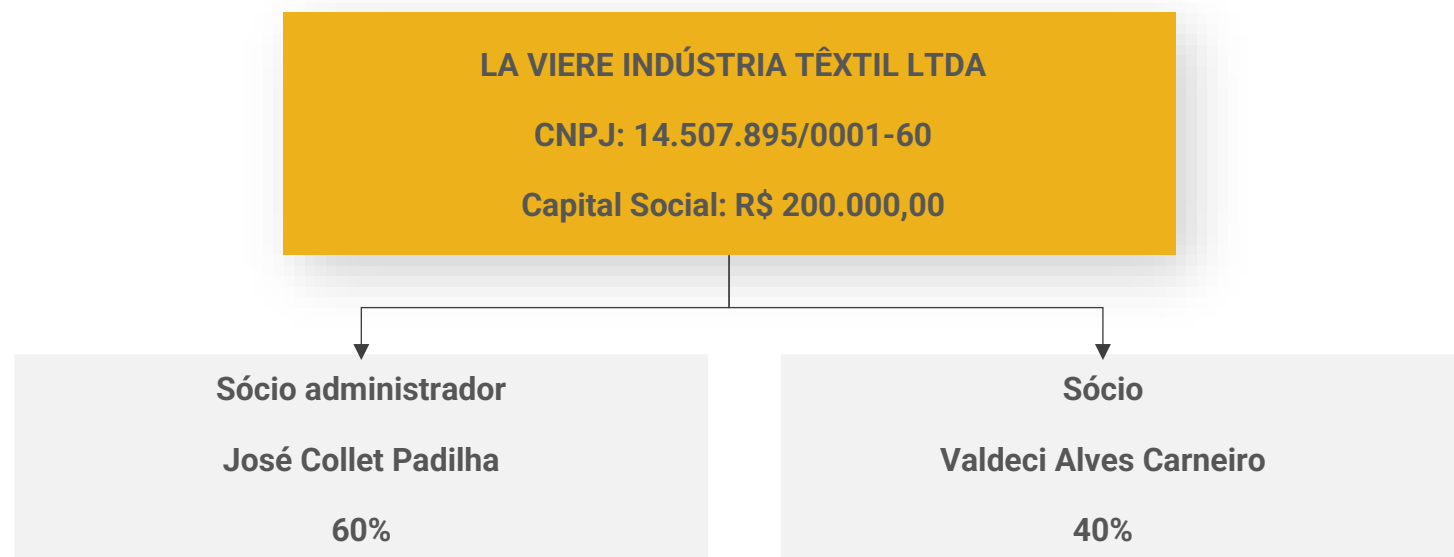 LA VIERE INDÚSTRIA TÊXTIL LTDA
CNPJ: 14.507.895/0001-60
Capital Social: R$ 200.000,00
Sócio administrador
José Collet Padilha
60%
Sócio
Valdeci Alves Carneiro
40%